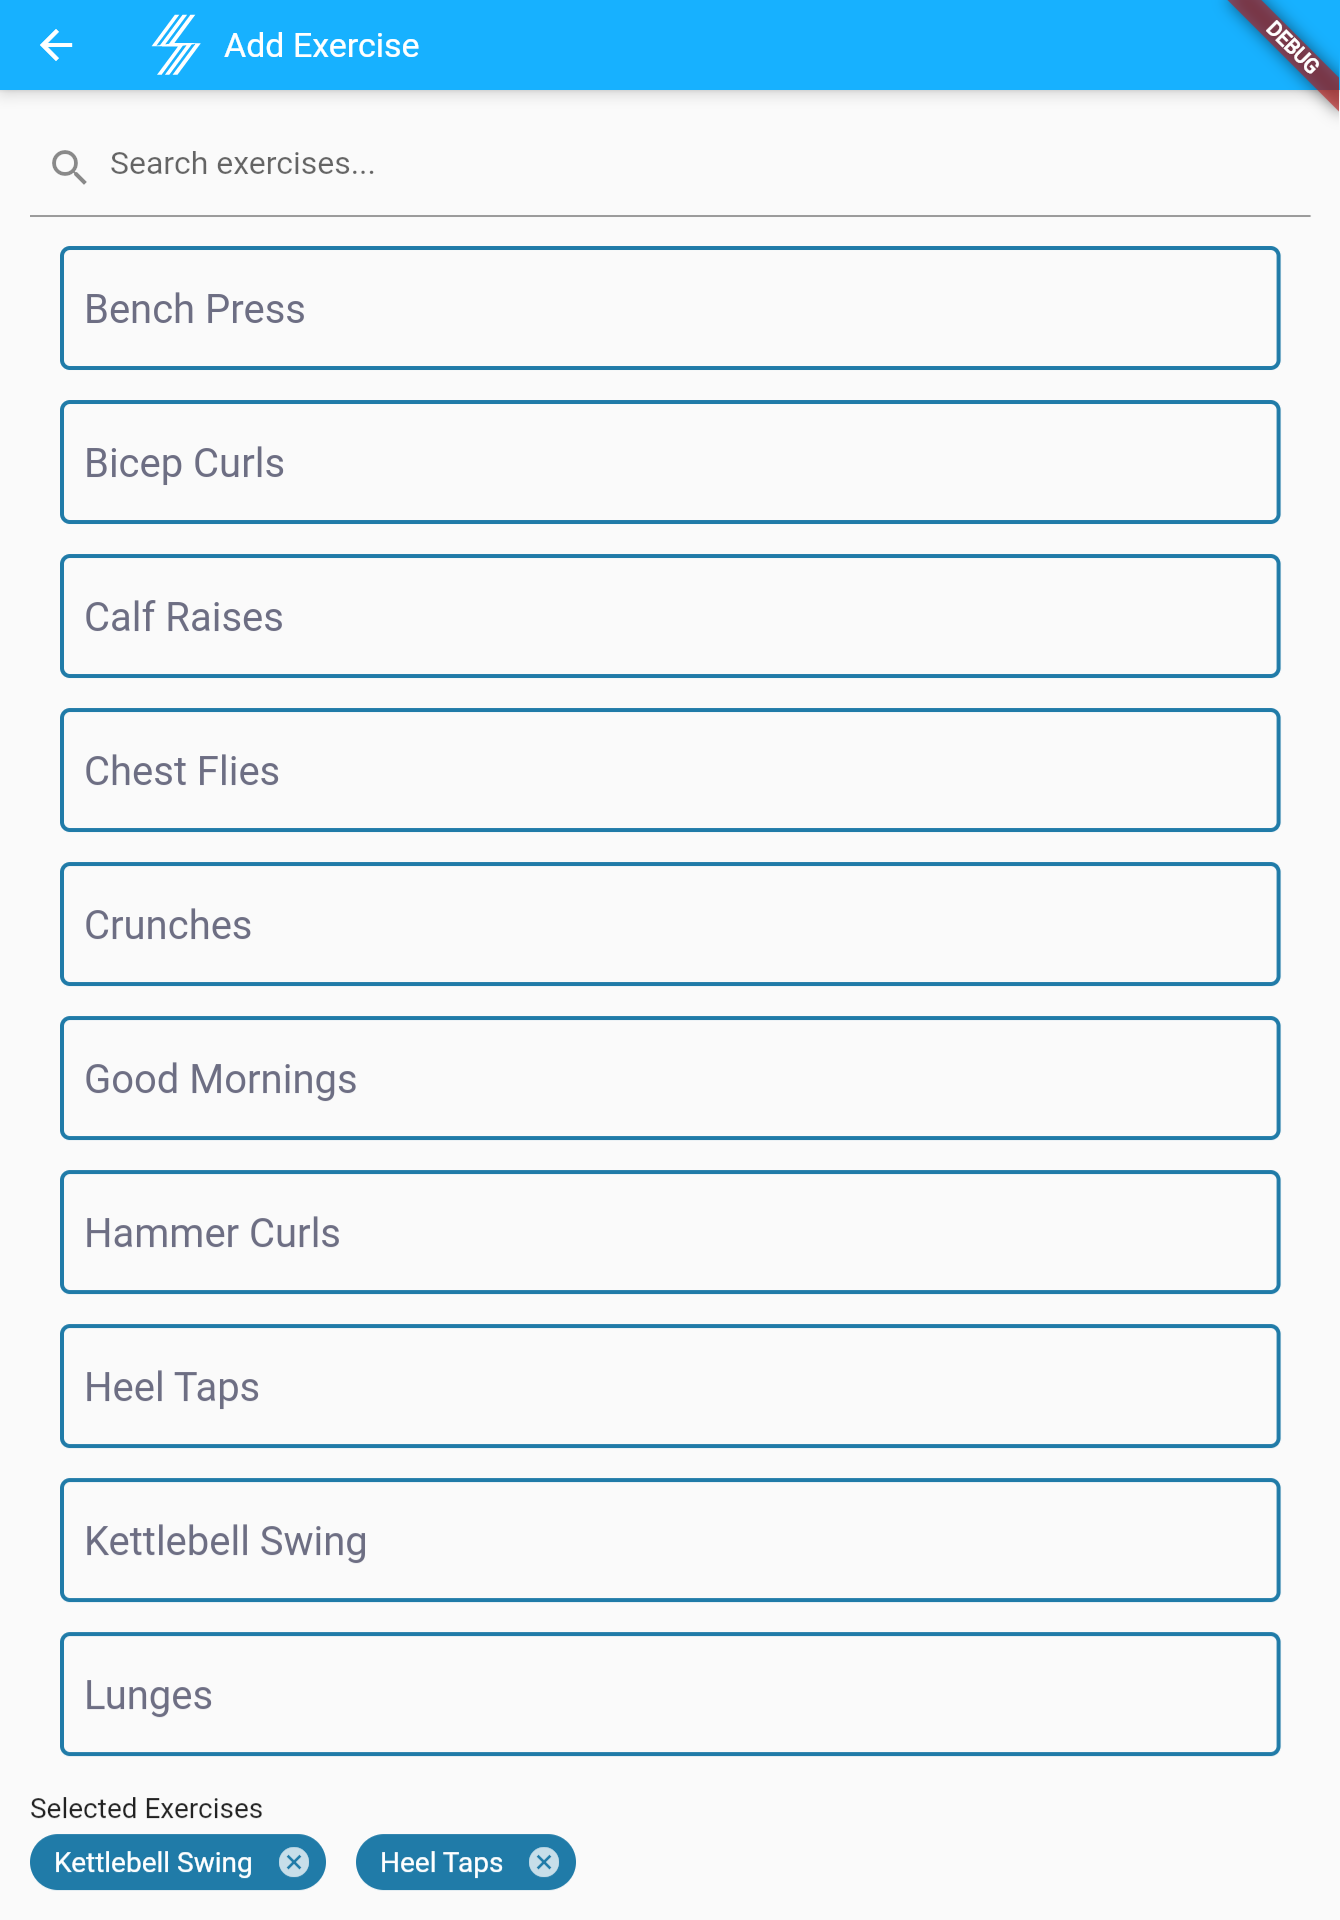 Add Exercise
DEBUG
Search exercises...
Bench Press
Bicep Curls
Calf Raises
Chest Flies
Crunches
Good Mornings
Hammer Curls
Heel Taps
Kettlebell Swing
Lunges
Selected Exercises
Kettlebell Swing Heel Taps